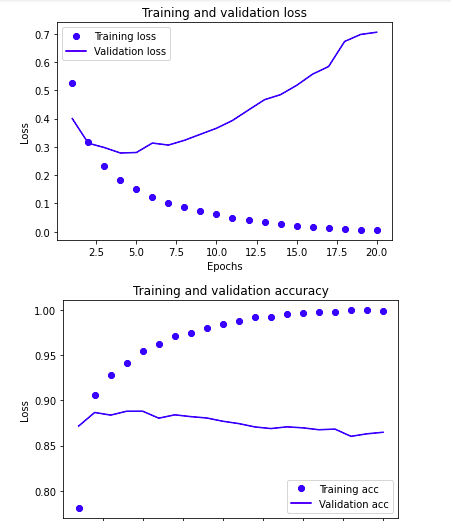 Training and validation loss
Training loss
Validation loss
0.7
0.6
0.5
0.4
0.3
0.2
0.1
0.0
Loss
2.5 5.0 7.5 10.0 12.5 15.0 17.5 20.0
Epochs
Training and validation accuracy
1.00
0.95
0.90
0.85
0.80
Loss
Training acc
Validation acc